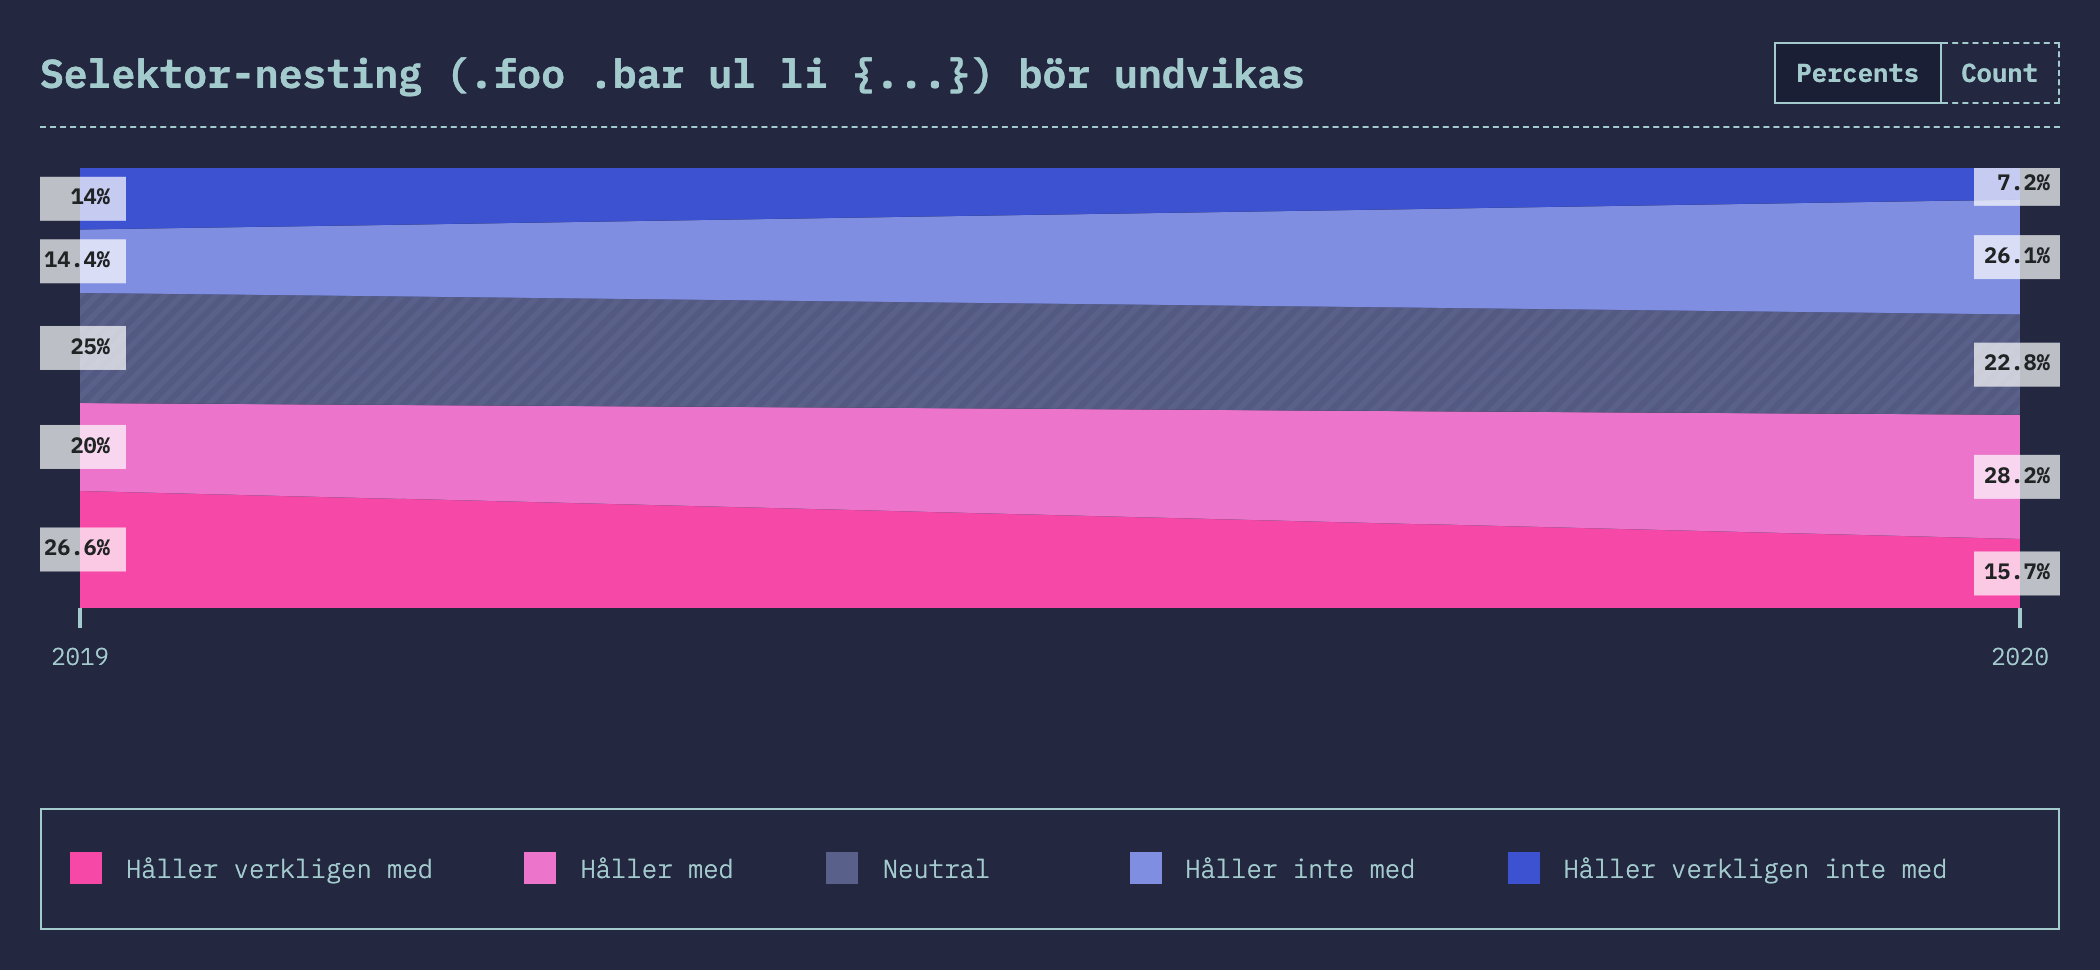 Selektor-nesting (.foo .bar ul li {...}) bör undvikas
Percents Count
14% 7.2%
14.4% 26.1%
25% 22.8%
20% 28.2%
26.6% 15.7%
2019 2020
Håller verkligen med Håller med Neutral Håller inte med Håller verkligen inte med